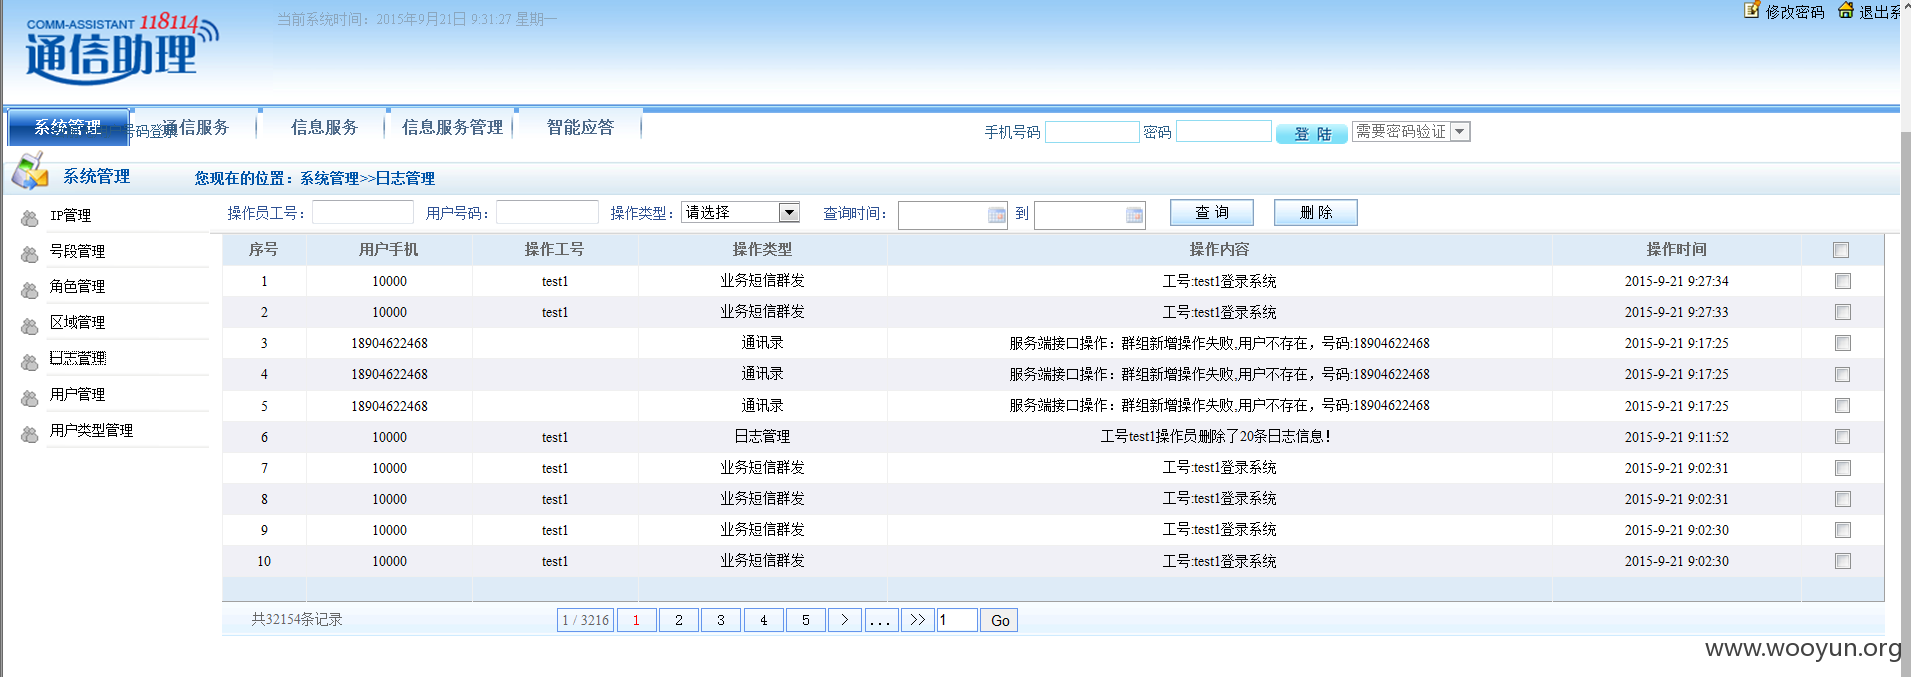 COMM-ASSISTANT 118114
通信助理
当前系统时间：2015年9月21日 9:31:27 星期一
修改密码 退出系
系统管理 号码登录 通信服务 信息服务 信息服务管理 智能应答
手机号码 密码 登 陆 需要密码验证
系统管理 您现在的位置：系统管理>>日志管理
IP管理
号段管理
角色管理
区域管理
日志管理
用户管理
用户类型管理
操作员工号： 用户号码： 操作类型： 请选择 查询时间： 到 查 询 删 除
序号 用户手机 操作工号 操作类型 操作内容 操作时间
1 10000 test1 业务短信群发 工号:test1登录系统 2015-9-21 9:27:34
2 10000 test1 业务短信群发 工号:test1登录系统 2015-9-21 9:27:33
3 18904622468 通讯录 服务端接口操作：群组新增操作失败,用户不存在，号码:18904622468 2015-9-21 9:17:25
4 18904622468 通讯录 服务端接口操作：群组新增操作失败,用户不存在，号码:18904622468 2015-9-21 9:17:25
5 18904622468 通讯录 服务端接口操作：群组新增操作失败,用户不存在，号码:18904622468 2015-9-21 9:17:25
6 10000 test1 日志管理 工号test1操作员删除了20条日志信息！ 2015-9-21 9:11:52
7 10000 test1 业务短信群发 工号:test1登录系统 2015-9-21 9:02:31
8 10000 test1 业务短信群发 工号:test1登录系统 2015-9-21 9:02:31
9 10000 test1 业务短信群发 工号:test1登录系统 2015-9-21 9:02:30
10 10000 test1 业务短信群发 工号:test1登录系统 2015-9-21 9:02:30
共32154条记录 1 / 3216 1 2 3 4 5 > ... >> 1 Go
www.wooyun.org